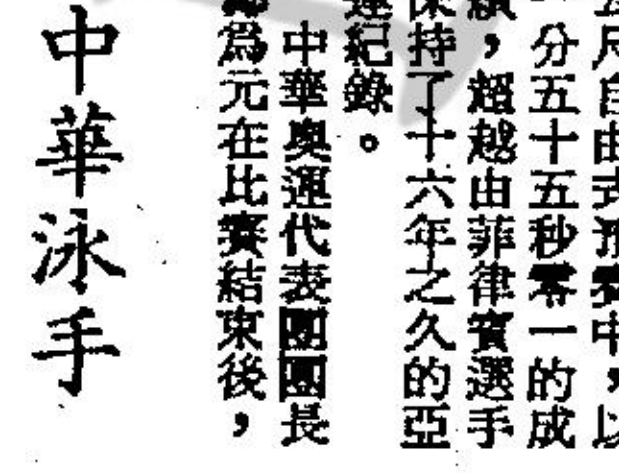 尺自由式預賽中，以
分五十五秒零一的成
績，超越由菲律賓選手
保持了十六年之久的亞
運紀錄。
中華奧運代表團團長
為元在比賽結束後，
中華泳手